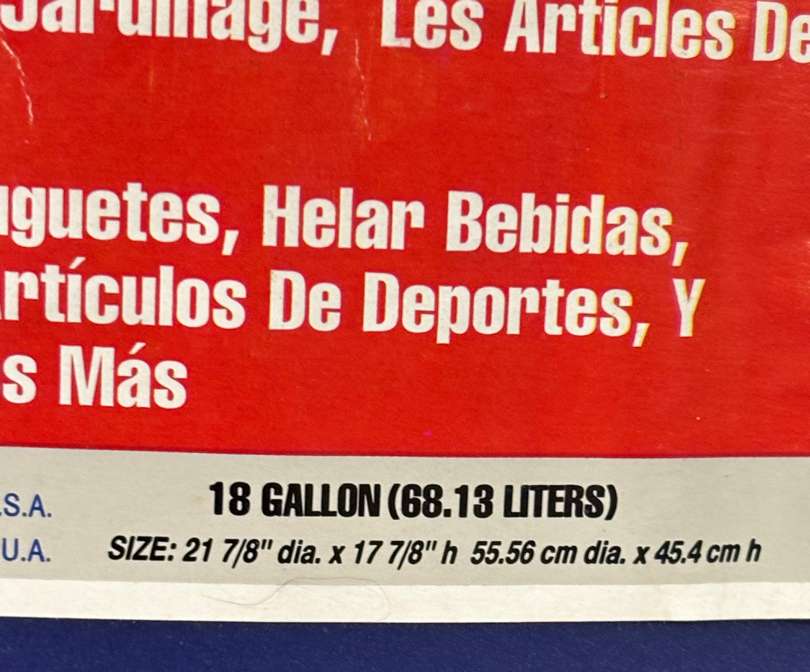 Jardinage, Les Articles De
guetes, Helar Bebidas,
rtículos De Deportes, Y
s Más
.S.A. 18 GALLON (68.13 LITERS)
U.A. SIZE: 21 7/8" dia. x 17 7/8" h 55.56 cm dia. x 45.4 cm h